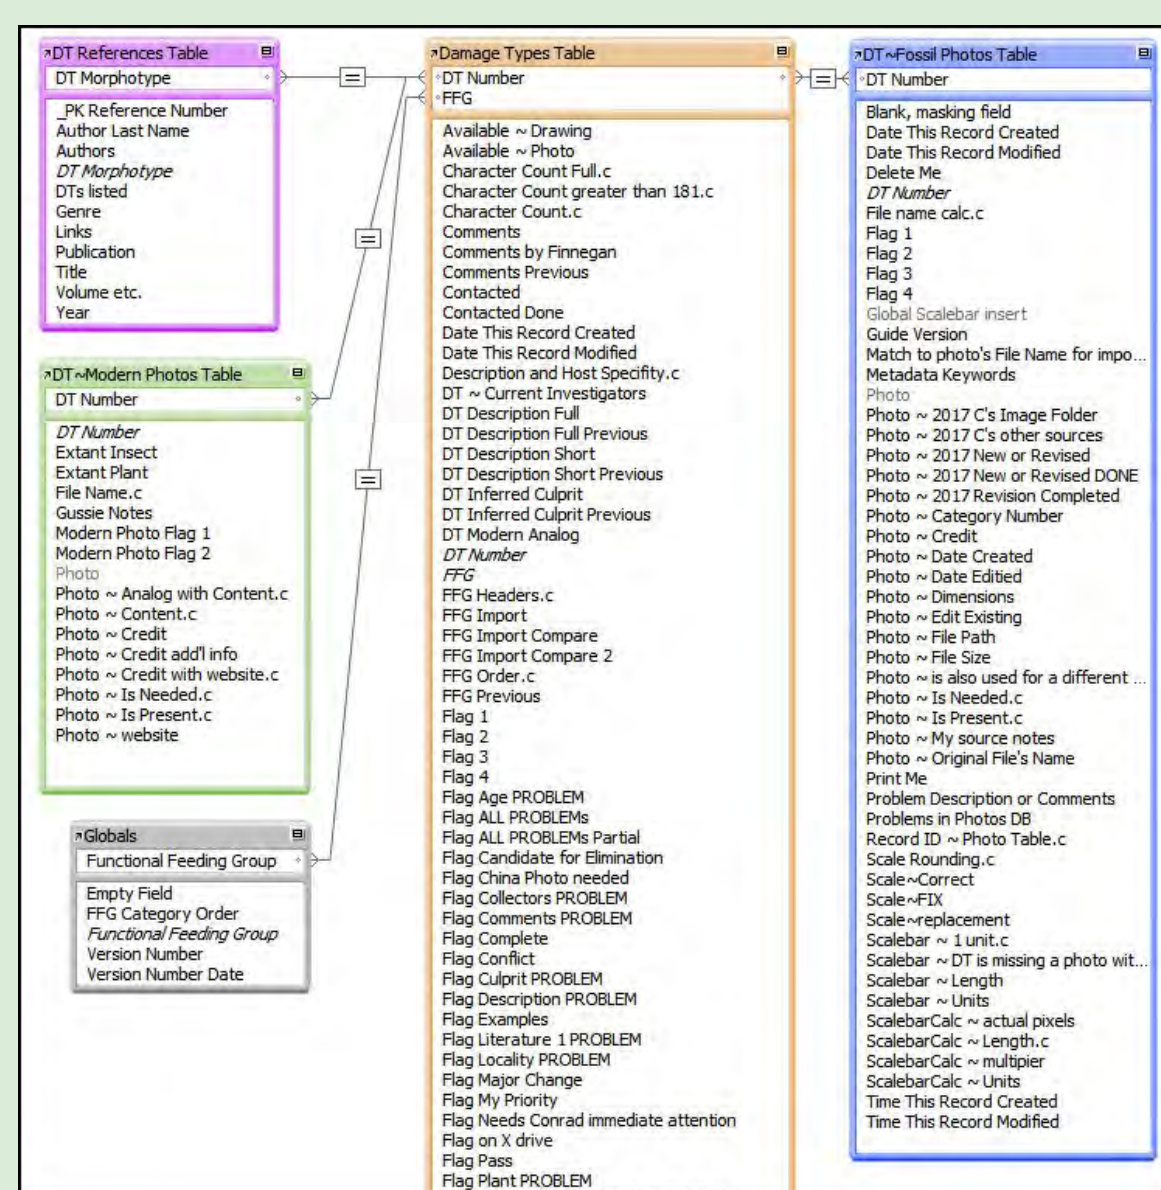 DT References Table
DT Morphotype
_PK Reference Number
Author Last Name
Authors
DT Morphotype
DTs listed
Genre
Links
Publication
Title
Volume etc.
Year
DT~Modern Photos Table
DT Number
DT Number
Extant Insect
Extant Plant
File Name.c
Gussie Notes
Modern Photo Flag 1
Modern Photo Flag 2
Photo
Photo ~ Analog with Content.c
Photo ~ Content.c
Photo ~ Credit
Photo ~ Credit add'l info
Photo ~ Credit with website.c
Photo ~ Is Needed.c
Photo ~ Is Present.c
Photo ~ website
Globals
Functional Feeding Group
Empty Field
FFG Category Order
Functional Feeding Group
Version Number
Version Number Date
=
=
=
Damage Types Table
DT Number
FFG
Available ~ Drawing
Available ~ Photo
Character Count Full.c
Character Count greater than 181.c
Character Count.c
Comments
Comments by Finnegan
Comments Previous
Contacted
Contacted Done
Date This Record Created
Date This Record Modified
Description and Host Specifity.c
DT ~ Current Investigators
DT Description Full
DT Description Full Previous
DT Description Short
DT Description Short Previous
DT Inferred Culprit
DT Inferred Culprit Previous
DT Modern Analog
DT Number
FFG
FFG Headers.c
FFG Import
FFG Import Compare
FFG Import Compare 2
FFG Order.c
FFG Previous
Flag 1
Flag 2
Flag 3
Flag 4
Flag Age PROBLEM
Flag ALL PROBLEMs
Flag ALL PROBLEMs Partial
Flag Candidate for Elimination
Flag China Photo needed
Flag Collectors PROBLEM
Flag Comments PROBLEM
Flag Complete
Flag Conflict
Flag Culprit PROBLEM
Flag Description PROBLEM
Flag Examples
Flag Literature 1 PROBLEM
Flag Locality PROBLEM
Flag Major Change
Flag My Priority
Flag Needs Conrad immediate attention
Flag on X drive
Flag Pass
Flag Plant PROBLEM
=
DT~Fossil Photos Table
DT Number
Blank, masking field
Date This Record Created
Date This Record Modified
Delete Me
DT Number
File name calc.c
Flag 1
Flag 2
Flag 3
Flag 4
Global Scalebar insert
Guide Version
Match to photo's File Name for impo...
Metadata Keywords
Photo
Photo ~ 2017 C's Image Folder
Photo ~ 2017 C's other sources
Photo ~ 2017 New or Revised
Photo ~ 2017 New or Revised DONE
Photo ~ 2017 Revision Completed
Photo ~ Category Number
Photo ~ Credit
Photo ~ Date Created
Photo ~ Date Editied
Photo ~ Dimensions
Photo ~ Edit Existing
Photo ~ File Path
Photo ~ File Size
Photo ~ is also used for a different ...
Photo ~ Is Needed.c
Photo ~ Is Present.c
Photo ~ My source notes
Photo ~ Original File's Name
Print Me
Problem Description or Comments
Problems in Photos DB
Record ID ~ Photo Table.c
Scale Rounding.c
Scale~Correct
Scale~FIX
Scale~replacement
Scalebar ~ 1 unit.c
Scalebar ~ DT is missing a photo wit...
Scalebar ~ Length
Scalebar ~ Units
ScalebarCalc ~ actual pixels
ScalebarCalc ~ Length.c
ScalebarCalc ~ multipier
ScalebarCalc ~ Units
Time This Record Created
Time This Record Modified